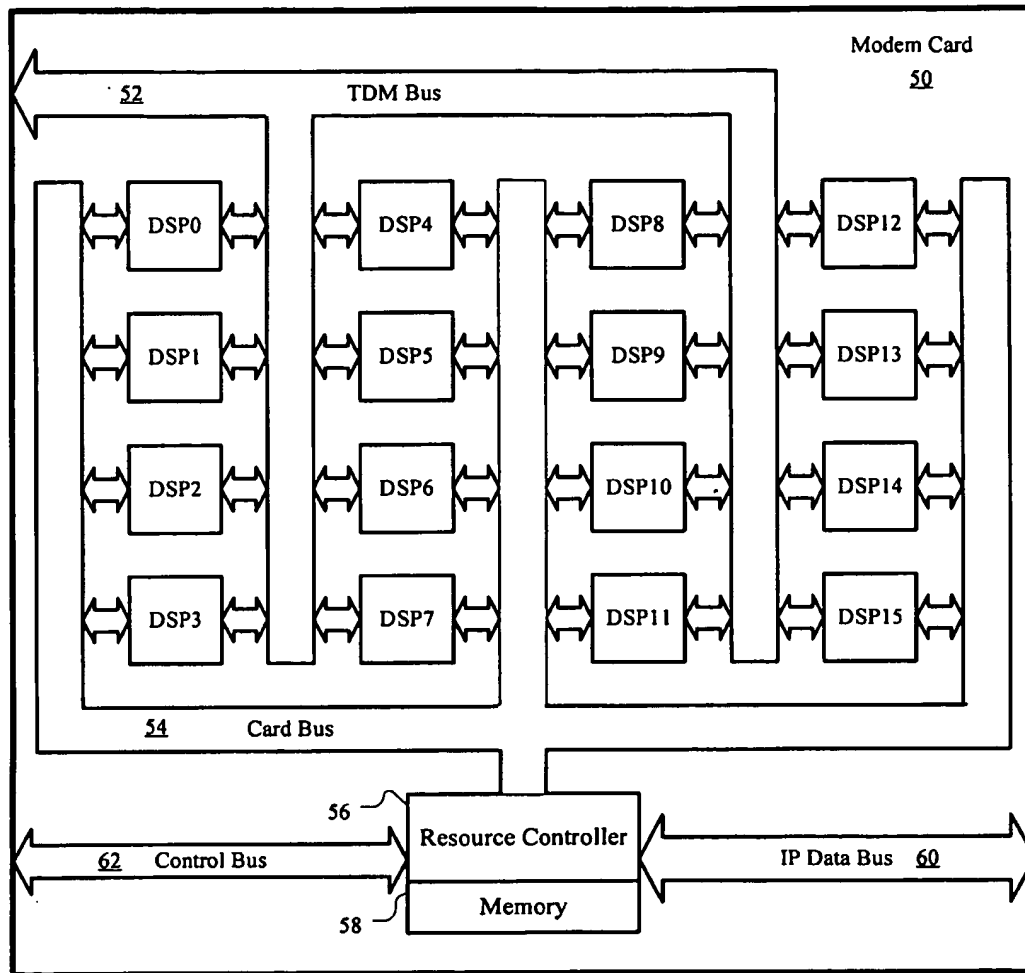 Modem Card
50
52 TDM Bus
DSP0 DSP4 DSP8 DSP12
DSP1 DSP5 DSP9 DSP13
DSP2 DSP6 DSP10 DSP14
DSP3 DSP7 DSP11 DSP15
54 Card Bus
56
Resource Controller
62 Control Bus
IP Data Bus 60
58
Memory